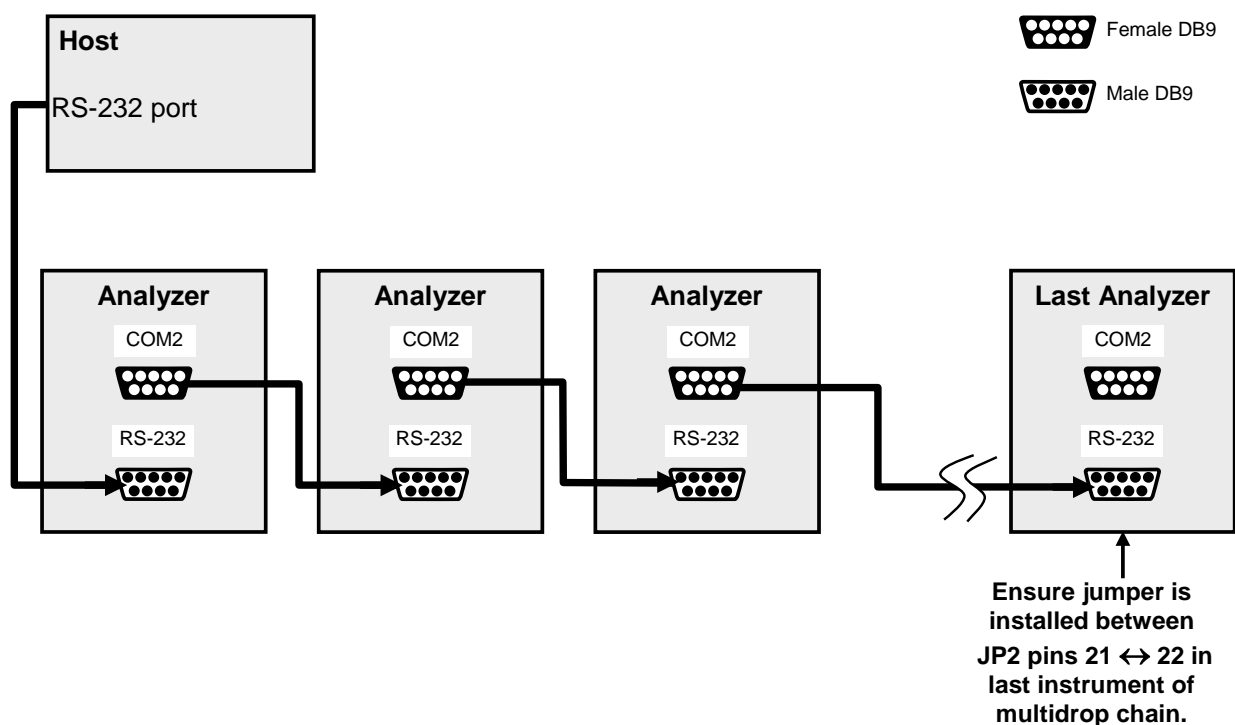 Host
RS-232 port
Female DB9
Male DB9
Analyzer
COM2
RS-232
Analyzer
COM2
RS-232
Analyzer
COM2
RS-232
Last Analyzer
COM2
RS-232
Ensure jumper is
installed between
JP2 pins 21 ↔ 22 in
last instrument of
multidrop chain.